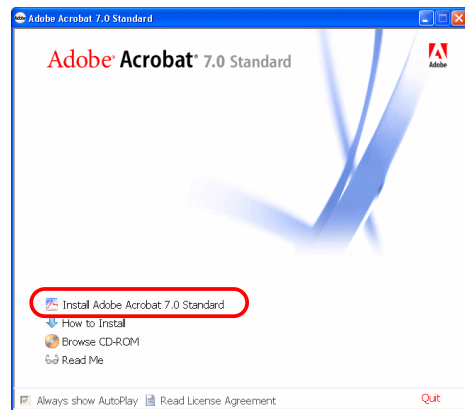 Adobe Acrobat 7.0 Standard
Adobe Acrobat 7.0 Standard
Adobe
Install Adobe Acrobat 7.0 Standard
How to Install
Browse CD-ROM
Read Me
Always show AutoPlay Read License Agreement Quit